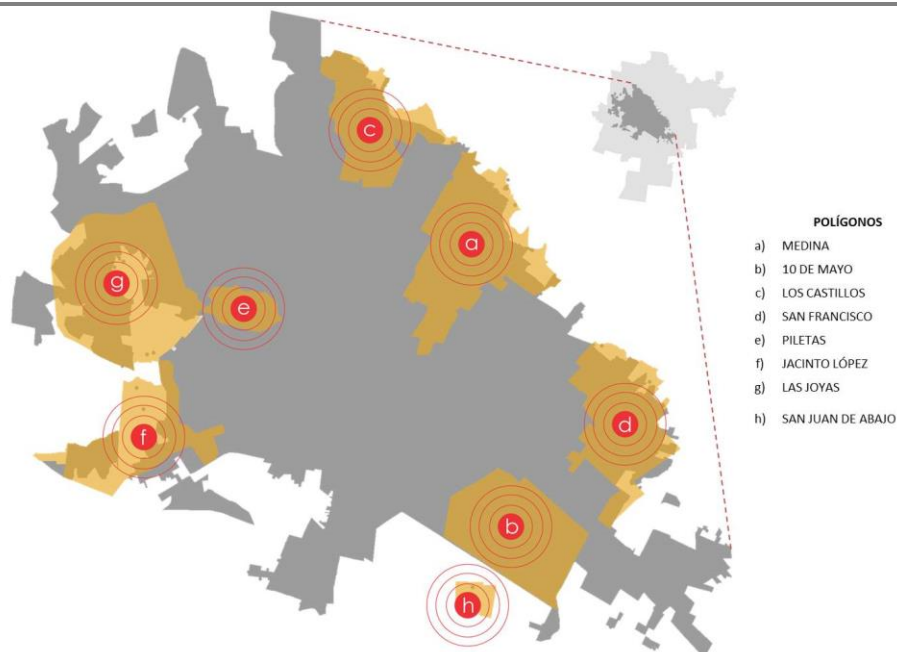 c
a
g
e
f
d
b
h
POLÍGONOS
a) MEDINA
b) 10 DE MAYO
c) LOS CASTILLOS
d) SAN FRANCISCO
e) PILETAS
f) JACINTO LÓPEZ
g) LAS JOYAS
h) SAN JUAN DE ABAJO